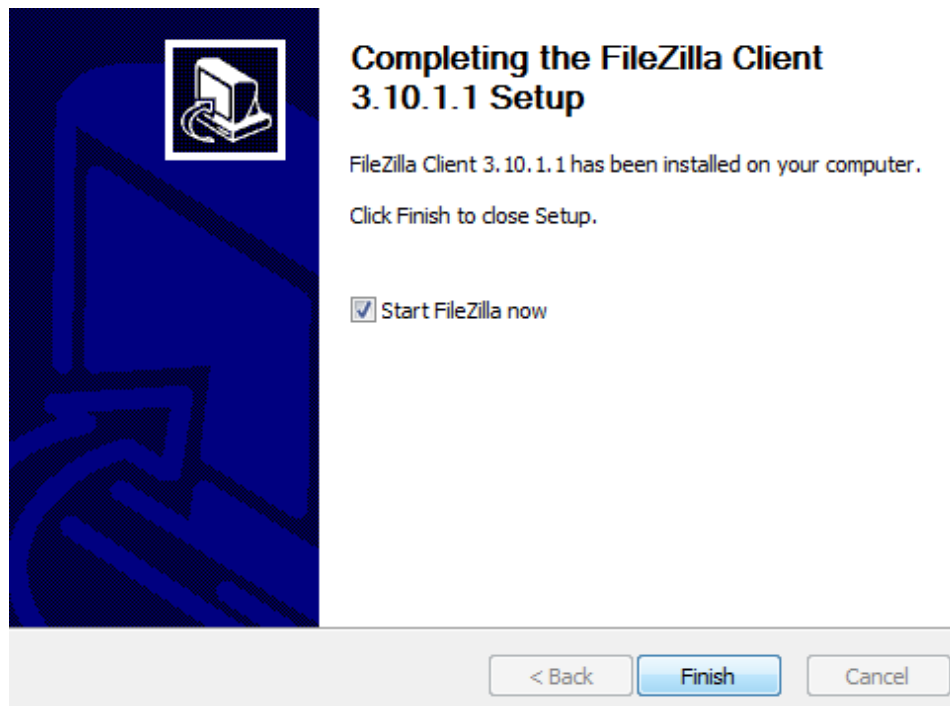 Completing the FileZilla Client
3.10.1.1 Setup
FileZilla Client 3.10.1.1 has been installed on your computer.
Click Finish to close Setup.
Start FileZilla now
< Back
Finish
Cancel